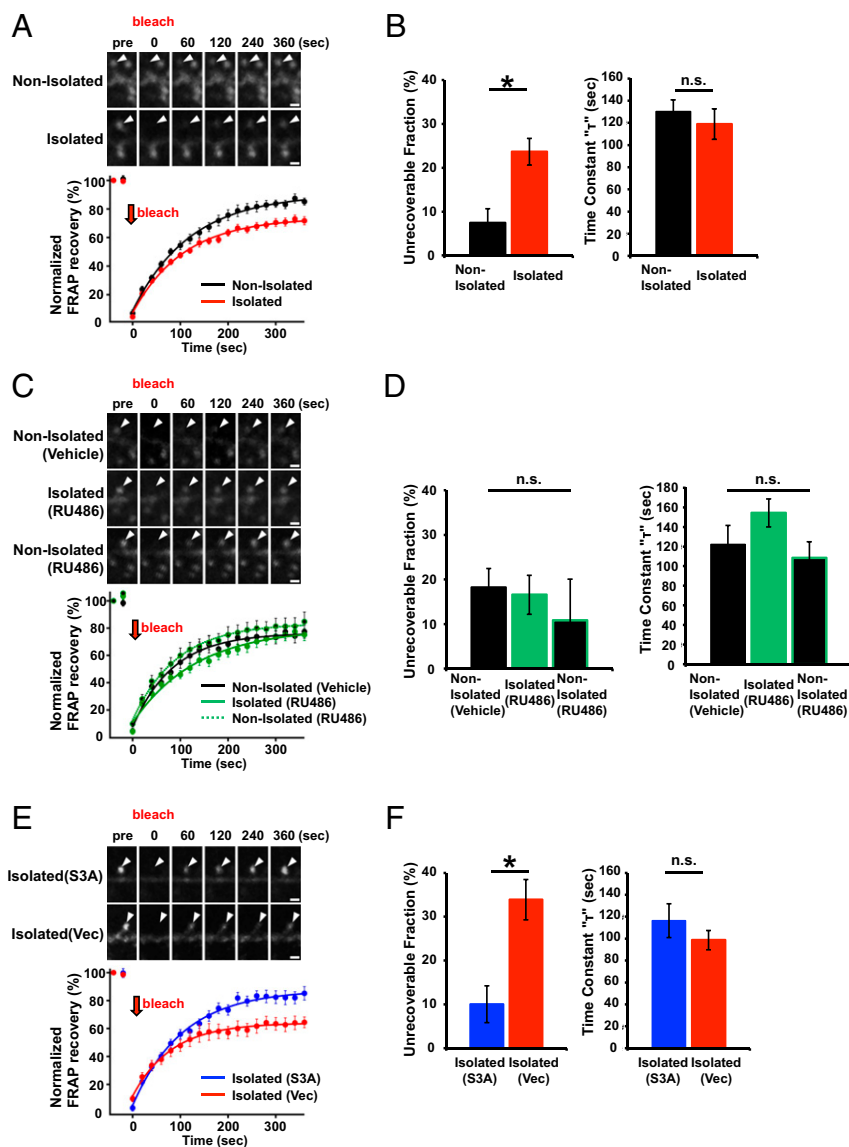 A
bleach
pre 0 60 120 240 360 (sec)
Non-Isolated
Isolated
Normalized
FRAP recovery (%)
100
80
60
40
20
0
bleach
Non-Isolated
Isolated
0 100 200 300
Time (sec)
B
Unrecoverable Fraction (%)
40
30
20
10
0
*
Non-
Isolated
Isolated
Time Constant "τ" (sec)
160
140
120
100
80
60
40
20
0
n.s.
Non-
Isolated
Isolated
C
bleach
pre 0 60 120 240 360 (sec)
Non-Isolated
(Vehicle)
Isolated
(RU486)
Non-Isolated
(RU486)
Normalized
FRAP recovery (%)
100
80
60
40
20
0
bleach
Non-Isolated (Vehicle)
Isolated (RU486)
Non-Isolated (RU486)
0 100 200 300
Time (sec)
D
Unrecoverable Fraction (%)
40
30
20
10
0
n.s.
Non-
Isolated
(Vehicle)
Isolated
(RU486)
Non-
Isolated
(RU486)
Time Constant "τ" (sec)
160
140
120
100
80
60
40
20
0
n.s.
Non-
Isolated
(Vehicle)
Isolated
(RU486)
Non-
Isolated
(RU486)
E
bleach
pre 0 60 120 240 360 (sec)
Isolated(S3A)
Isolated(Vec)
Normalized
FRAP recovery (%)
100
80
60
40
20
0
bleach
Isolated (S3A)
Isolated (Vec)
0 100 200 300
Time (sec)
F
Unrecoverable Fraction (%)
40
30
20
10
0
*
Isolated
(S3A)
Isolated
(Vec)
Time Constant "τ" (sec)
160
140
120
100
80
60
40
20
0
n.s.
Isolated
(S3A)
Isolated
(Vec)